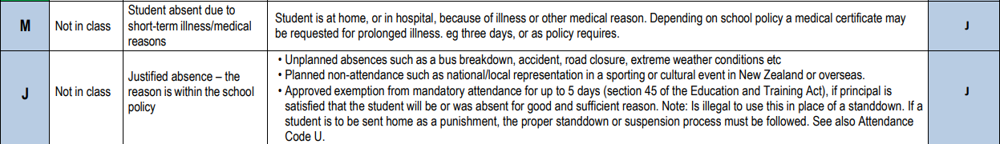 M
Not in class
Student absent due to
short-term illness/medical
reasons
Student is at home, or in hospital, because of illness or other medical reason. Depending on school policy a medical certificate may
be requested for prolonged illness. eg three days, or as policy requires.
J
J
Not in class
Justified absence – the
reason is within the school
policy
• Unplanned absences such as a bus breakdown, accident, road closure, extreme weather conditions etc
• Planned non-attendance such as national/local representation in a sporting or cultural event in New Zealand or overseas.
• Approved exemption from mandatory attendance for up to 5 days (section 45 of the Education and Training Act), if principal is
satisfied that the student will be or was absent for good and sufficient reason. Note: Is illegal to use this in place of a standdown. If a
student is to be sent home as a punishment, the proper standdown or suspension process must be followed. See also Attendance
Code U.
J